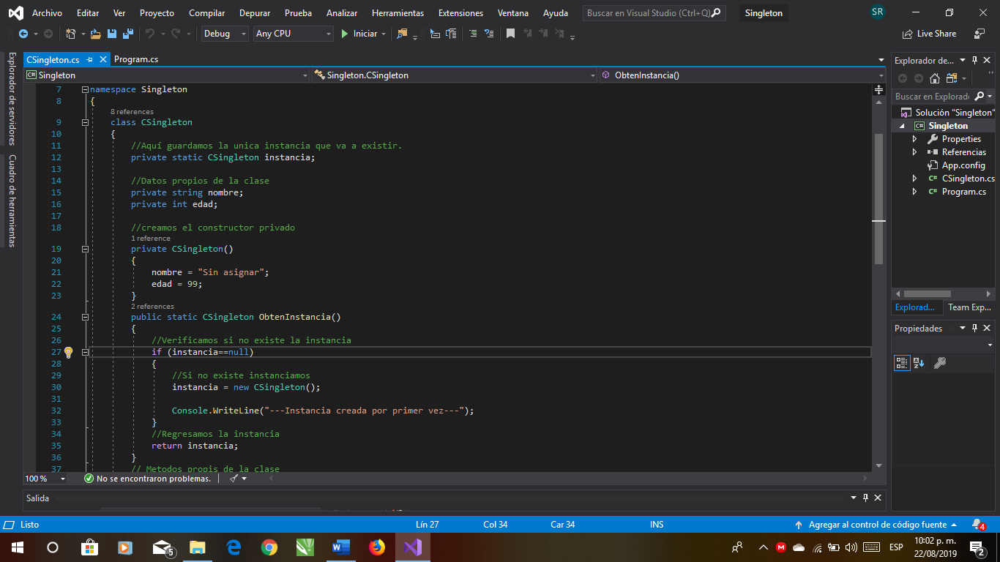 Archivo Editar Ver Proyecto Compilar Depurar Prueba Analizar Herramientas Extensiones Ventana Ayuda Buscar en Visual Studio (Ctrl+Q) Singleton SR
Debug Any CPU Iniciar Live Share
Explorador de servidores
Cuadro de herramientas
CSingleton.cs Program.cs
Singleton Singleton.CSingleton ObtenInstancia()
7 namespace Singleton
8 {
8 references
9 class CSingleton
10 {
11 //Aquí guardamos la unica instancia que va a existir.
12 private static CSingleton instancia;
13
14 //Datos propios de la clase
15 private string nombre;
16 private int edad;
17
18 //creamos el constructor privado
1 reference
19 private CSingleton()
20 {
21 nombre = "Sin asignar";
22 edad = 99;
23 }
2 references
24 public static CSingleton ObtenInstancia()
25 {
26 //Verificamos si no existe la instancia
27 if (instancia==null)
28 {
29 //Si no existe instanciamos
30 instancia = new CSingleton();
31
32 Console.WriteLine("---Instancia creada por primer vez---");
33 }
34 //Regresamos la instancia
35 return instancia;
36 }
37 // Metodos propis de la clase
100 % No se encontraron problemas.
Salida
Explorador de...
Buscar en Explorado
Solución "Singleton"
C# Singleton
Properties
Referencias
App.config
C# CSingleton.cs
C# Program.cs
Explorad... Team Exp...
Propiedades
Listo Lín 27 Col 34 Car 34 INS Agregar al control de código fuente 4
5 ESP 10:02 p. m.
22/08/2019 2